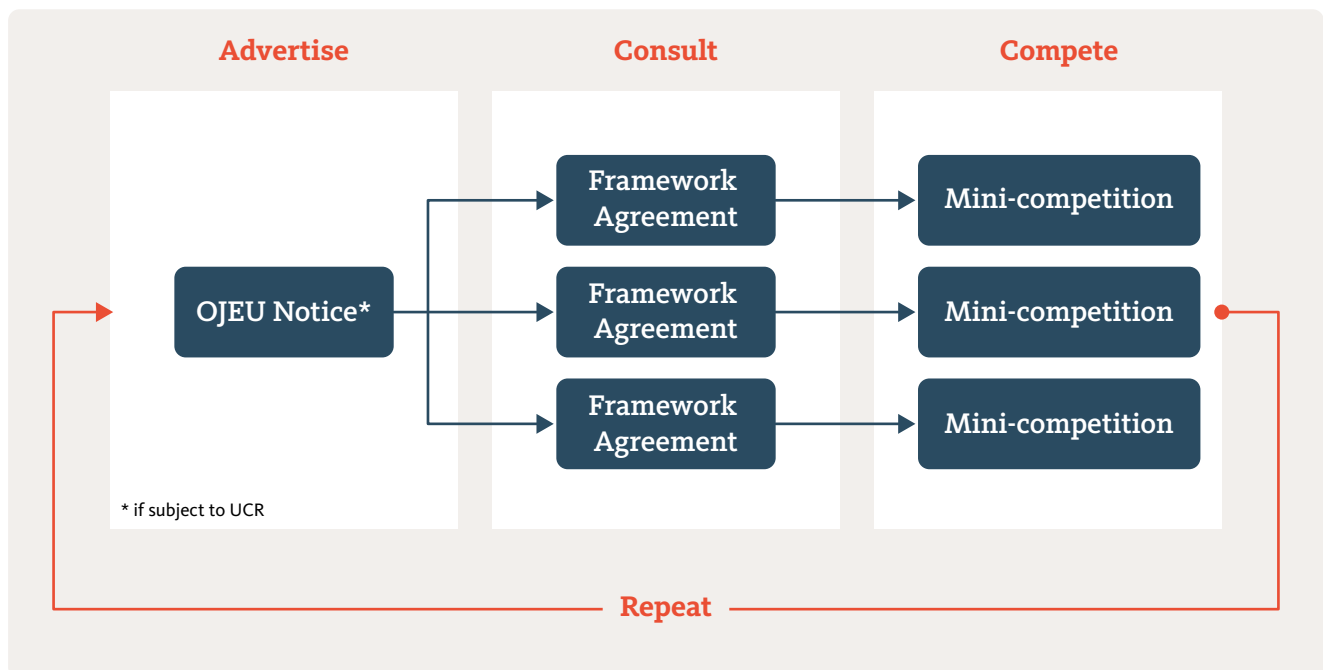 Advertise
Consult
Compete
OJEU Notice*
* if subject to UCR
Framework
Agreement
Framework
Agreement
Framework
Agreement
Mini-competition
Mini-competition
Mini-competition
Repeat